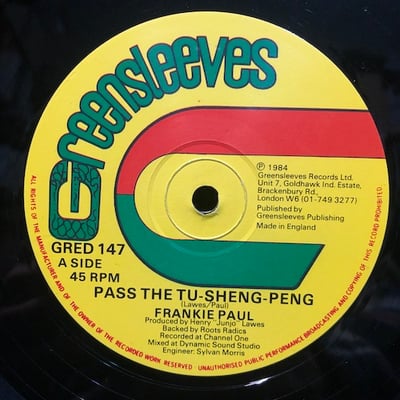 Greensleeves
℗ 1984
Greensleeves Records Ltd.
Unit 7, Goldhawk Ind. Estate,
Brackenbury Rd.,
London W6 (01-749 3277)
Published by
Greensleeves Publishing
Made in England
GRED 147
A SIDE
45 RPM
PASS THE TU-SHENG-PENG
(Lawes/Paul)
FRANKIE PAUL
Produced by Henry "Junjo" Lawes
Backed by Roots Radics
Recorded at Channel One
Mixed at Dynamic Sound Studio
Engineer: Sylvan Morris
ALL RIGHTS OF THE MANUFACTURER AND OF THE OWNER OF THE RECORDED WORK RESERVED · UNAUTHORISED PUBLIC PERFORMANCE BROADCASTING AND COPYING OF THIS RECORD PROHIBITED